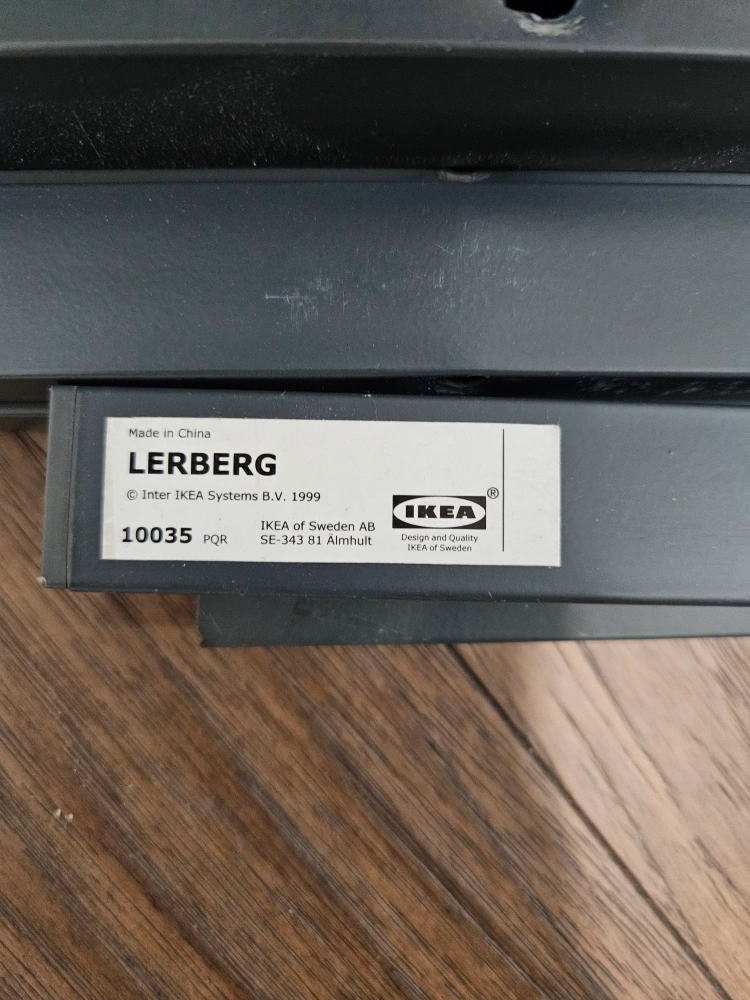 Made in China
LERBERG
© Inter IKEA Systems B.V. 1999
10035 PQR
IKEA of Sweden AB
SE-343 81 Älmhult
IKEA®
Design and Quality
IKEA of Sweden